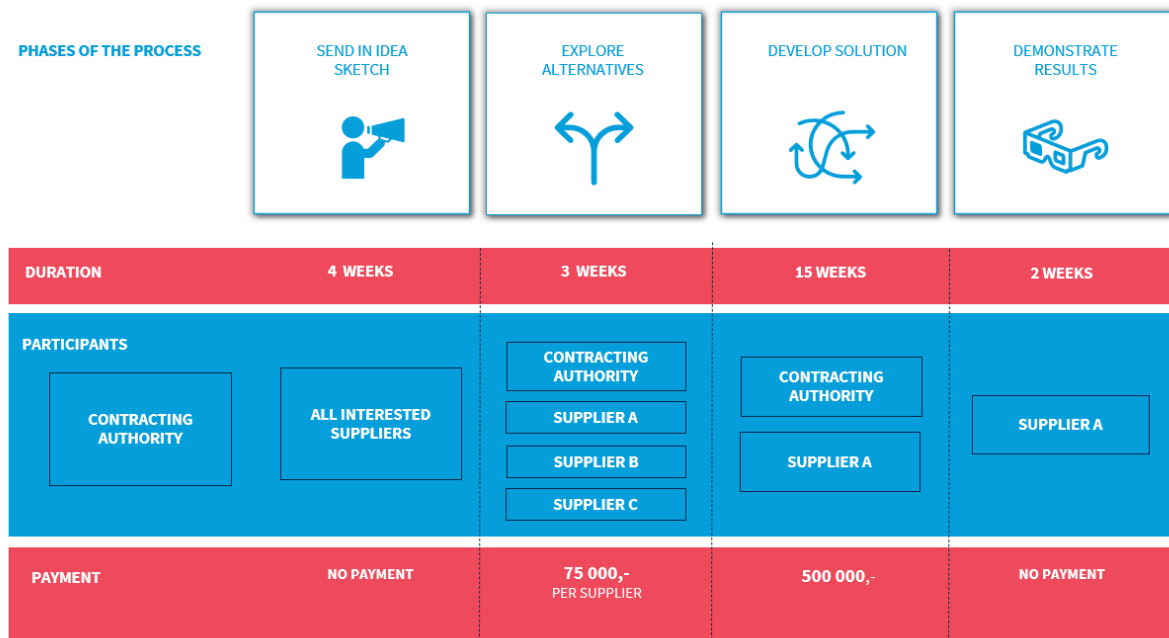 PHASES OF THE PROCESS
SEND IN IDEA
SKETCH
EXPLORE
ALTERNATIVES
DEVELOP SOLUTION
DEMONSTRATE
RESULTS
DURATION
4 WEEKS
3 WEEKS
15 WEEKS
2 WEEKS
PARTICIPANTS
CONTRACTING
AUTHORITY
ALL INTERESTED
SUPPLIERS
CONTRACTING
AUTHORITY
SUPPLIER A
SUPPLIER B
SUPPLIER C
CONTRACTING
AUTHORITY
SUPPLIER A
SUPPLIER A
PAYMENT
NO PAYMENT
75 000,-
PER SUPPLIER
500 000,-
NO PAYMENT